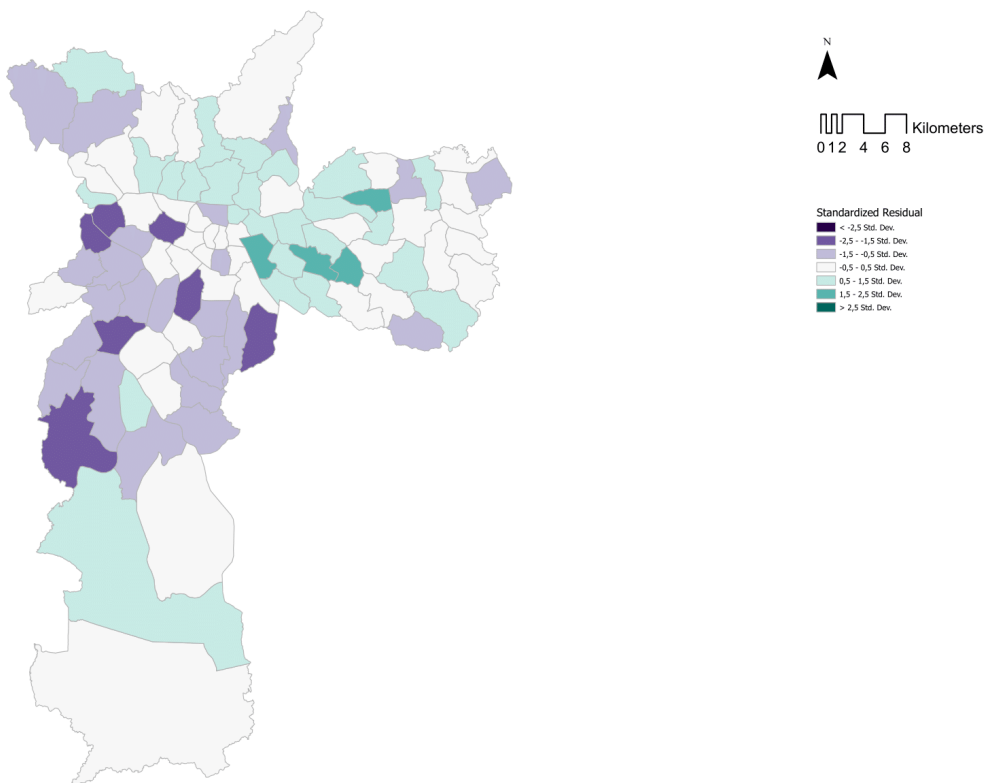 N
Kilometers
0 1 2 4 6 8
Standardized Residual
< -2,5 Std. Dev.
-2,5 - -1,5 Std. Dev.
-1,5 - -0,5 Std. Dev.
-0,5 - 0,5 Std. Dev.
0,5 - 1,5 Std. Dev.
1,5 - 2,5 Std. Dev.
> 2,5 Std. Dev.